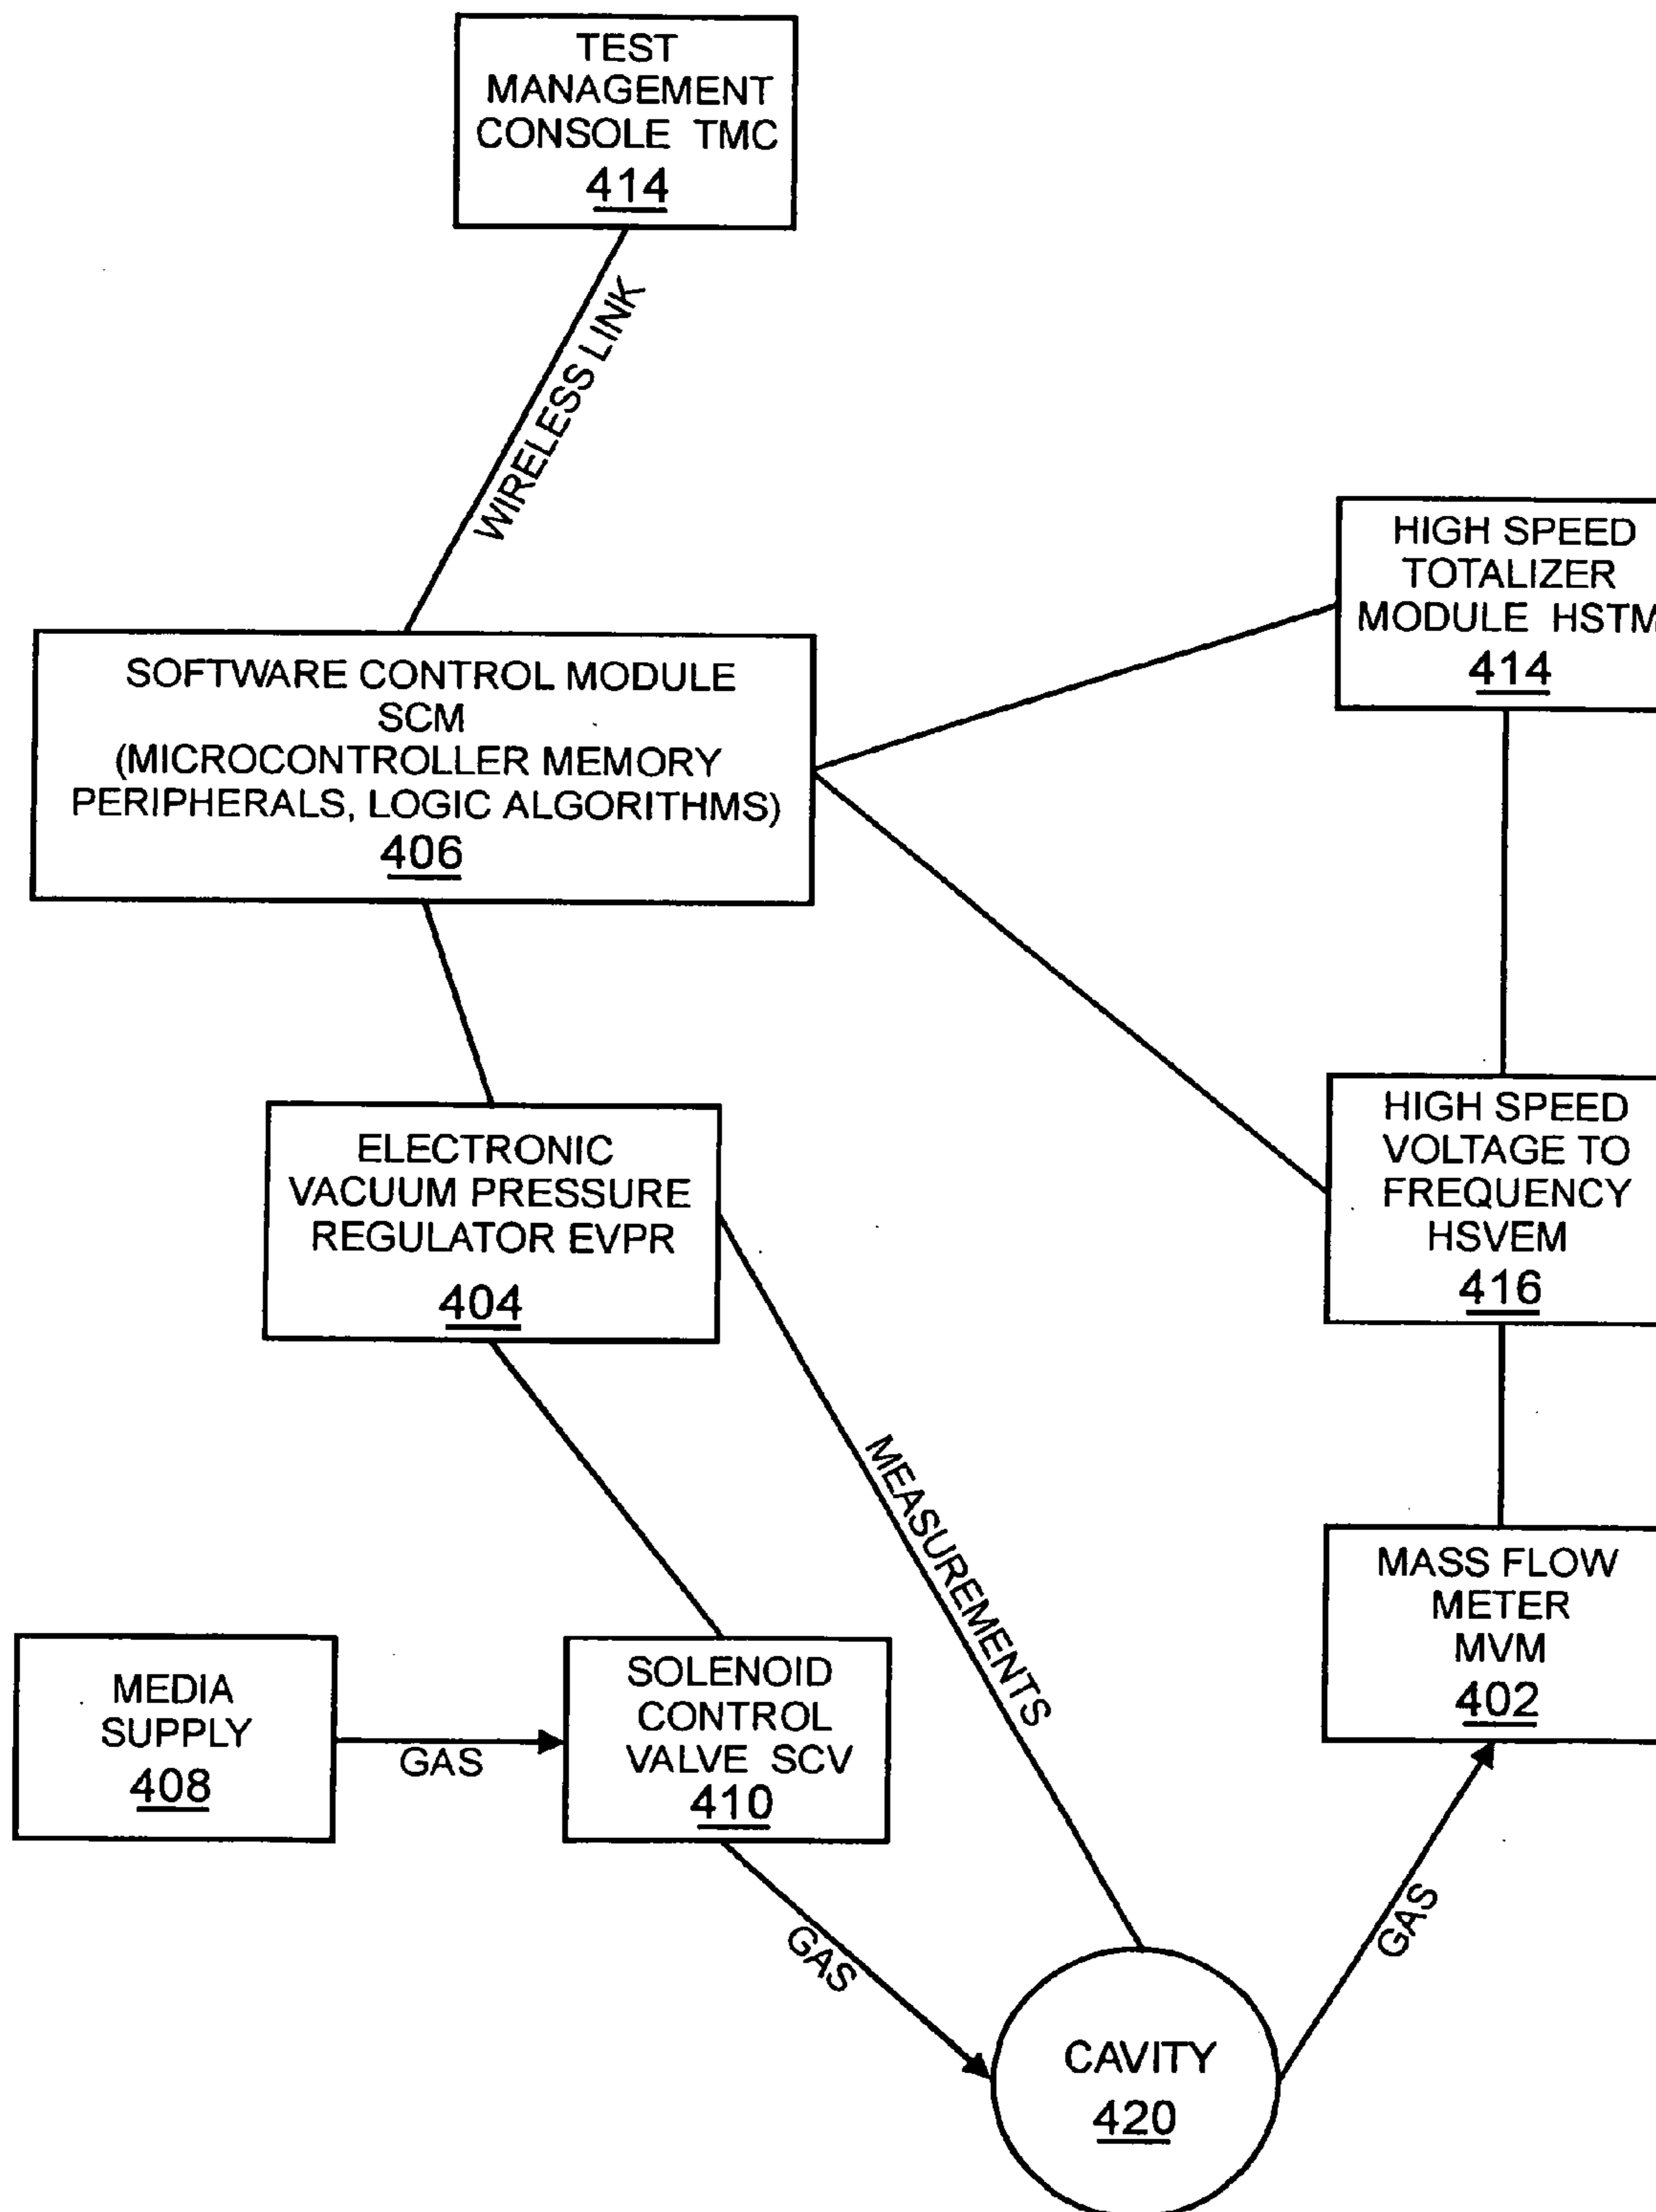 TEST
MANAGEMENT
CONSOLE TMC
414
WIRELESS LINK
HIGH SPEED
TOTALIZER
MODULE HSTM
414
SOFTWARE CONTROL MODULE
SCM
(MICROCONTROLLER MEMORY
PERIPHERALS, LOGIC ALGORITHMS)
406
ELECTRONIC
VACUUM PRESSURE
REGULATOR EVPR
404
HIGH SPEED
VOLTAGE TO
FREQUENCY
HSVEM
416
MEASUREMENTS
MASS FLOW
METER
MVM
402
MEDIA
SUPPLY
408
GAS
SOLENOID
CONTROL
VALVE SCV
410
GAS
GAS
CAVITY
420